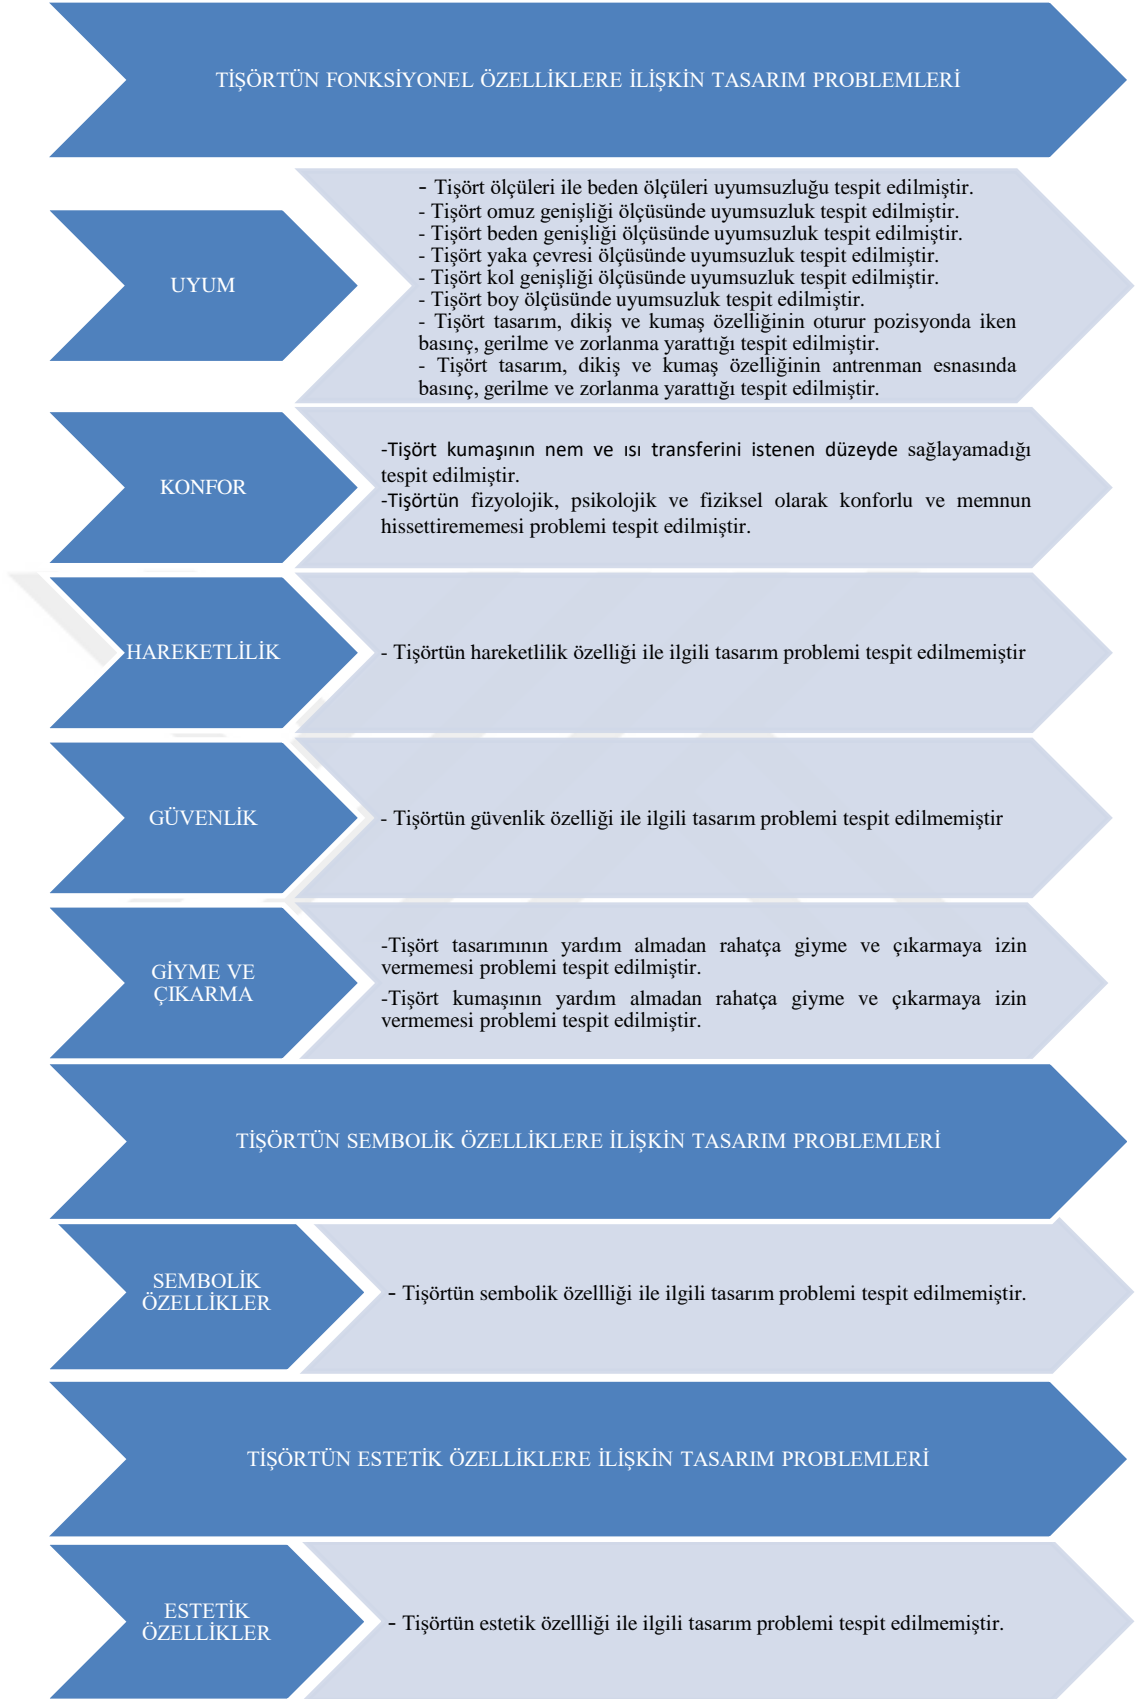 TİŞÖRTÜN FONKSİYONEL ÖZELLİKLERE İLİŞKİN TASARIM PROBLEMLERİ
UYUM
- Tişört ölçüleri ile beden ölçüleri uyumsuzluğu tespit edilmiştir.
- Tişört omuz genişliği ölçüsünde uyumsuzluk tespit edilmiştir.
- Tişört beden genişliği ölçüsünde uyumsuzluk tespit edilmiştir.
- Tişört yaka çevresi ölçüsünde uyumsuzluk tespit edilmiştir.
- Tişört kol genişliği ölçüsünde uyumsuzluk tespit edilmiştir.
- Tişört boy ölçüsünde uyumsuzluk tespit edilmiştir.
- Tişört tasarım, dikiş ve kumaş özelliğinin oturur pozisyonda iken
basınç, gerilme ve zorlanma yarattığı tespit edilmiştir.
- Tişört tasarım, dikiş ve kumaş özelliğinin antrenman esnasında
basınç, gerilme ve zorlanma yarattığı tespit edilmiştir.
KONFOR
-Tişört kumaşının nem ve ısı transferini istenen düzeyde sağlayamadığı
tespit edilmiştir.
-Tişörtün fizyolojik, psikolojik ve fiziksel olarak konforlu ve memnun
hissettirememesi problemi tespit edilmiştir.
HAREKETLİLİK
- Tişörtün hareketlilik özelliği ile ilgili tasarım problemi tespit edilmemiştir
GÜVENLİK
- Tişörtün güvenlik özelliği ile ilgili tasarım problemi tespit edilmemiştir
GİYME VE
ÇIKARMA
-Tişört tasarımının yardım almadan rahatça giyme ve çıkarmaya izin
vermemesi problemi tespit edilmiştir.
-Tişört kumaşının yardım almadan rahatça giyme ve çıkarmaya izin
vermemesi problemi tespit edilmiştir.
TİŞÖRTÜN SEMBOLİK ÖZELLİKLERE İLİŞKİN TASARIM PROBLEMLERİ
SEMBOLİK
ÖZELLİKLER
- Tişörtün sembolik özellliği ile ilgili tasarım problemi tespit edilmemiştir.
TİŞÖRTÜN ESTETİK ÖZELLİKLERE İLİŞKİN TASARIM PROBLEMLERİ
ESTETİK
ÖZELLİKLER
- Tişörtün estetik özellliği ile ilgili tasarım problemi tespit edilmemiştir.